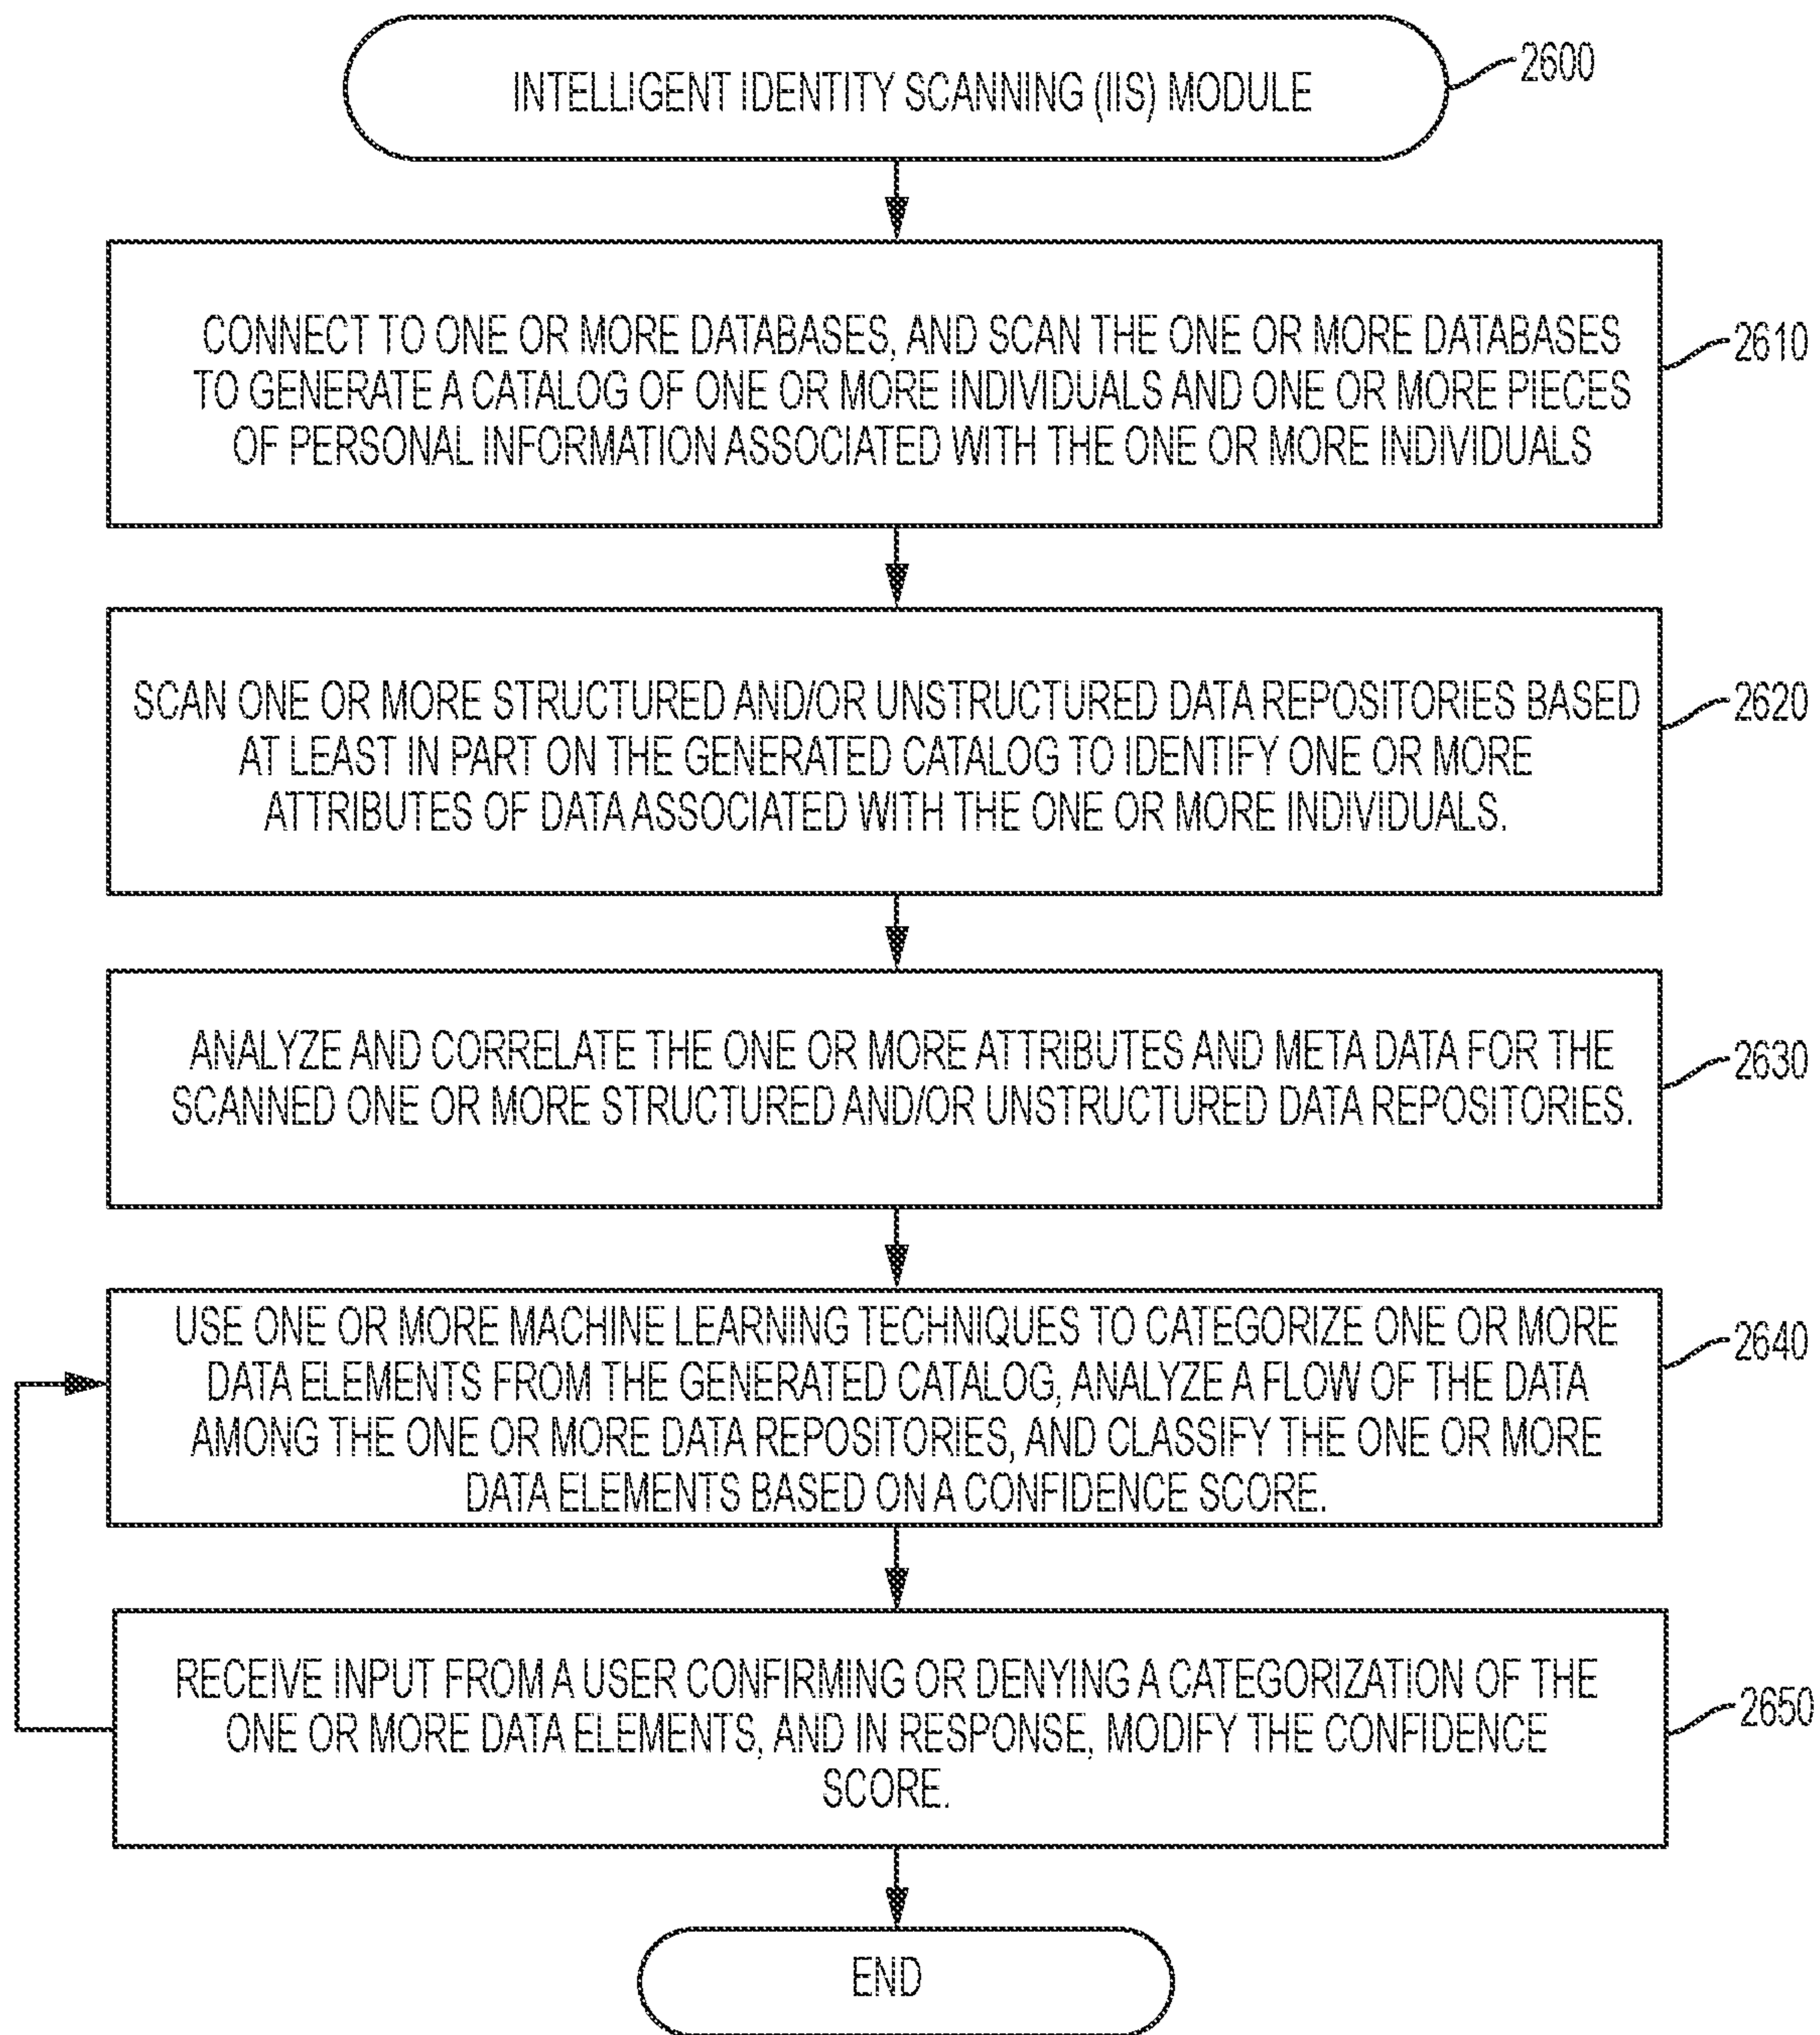 INTELLIGENT IDENTITY SCANNING (IIS) MODULE
2600
CONNECT TO ONE OR MORE DATABASES, AND SCAN THE ONE OR MORE DATABASES
TO GENERATE A CATALOG OF ONE OR MORE INDIVIDUALS AND ONE OR MORE PIECES
OF PERSONAL INFORMATION ASSOCIATED WITH THE ONE OR MORE INDIVIDUALS
2610
SCAN ONE OR MORE STRUCTURED AND/OR UNSTRUCTURED DATA REPOSITORIES BASED
AT LEAST IN PART ON THE GENERATED CATALOG TO IDENTIFY ONE OR MORE
ATTRIBUTES OF DATA ASSOCIATED WITH THE ONE OR MORE INDIVIDUALS.
2620
ANALYZE AND CORRELATE THE ONE OR MORE ATTRIBUTES AND META DATA FOR THE
SCANNED ONE OR MORE STRUCTURED AND/OR UNSTRUCTURED DATA REPOSITORIES.
2630
USE ONE OR MORE MACHINE LEARNING TECHNIQUES TO CATEGORIZE ONE OR MORE
DATA ELEMENTS FROM THE GENERATED CATALOG, ANALYZE A FLOW OF THE DATA
AMONG THE ONE OR MORE DATA REPOSITORIES, AND CLASSIFY THE ONE OR MORE
DATA ELEMENTS BASED ON A CONFIDENCE SCORE.
2640
RECEIVE INPUT FROM A USER CONFIRMING OR DENYING A CATEGORIZATION OF THE
ONE OR MORE DATA ELEMENTS, AND IN RESPONSE, MODIFY THE CONFIDENCE
SCORE.
2650
END